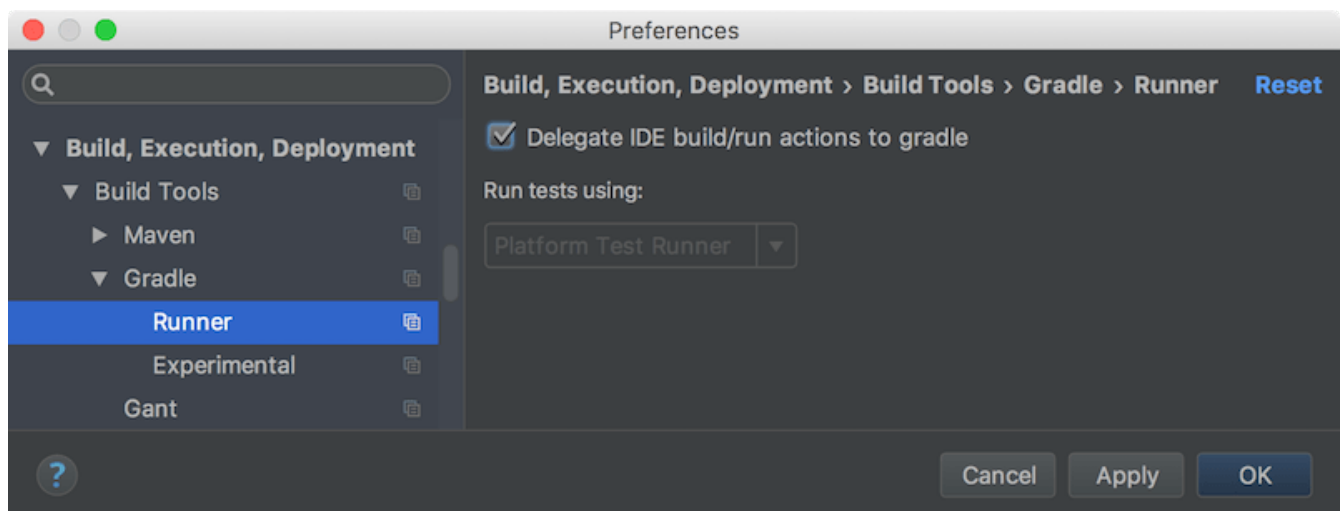 Preferences
Build, Execution, Deployment
Build Tools
Maven
Gradle
Runner
Experimental
Gant
Build, Execution, Deployment › Build Tools › Gradle › Runner Reset
Delegate IDE build/run actions to gradle
Run tests using:
Platform Test Runner
?
Cancel Apply OK